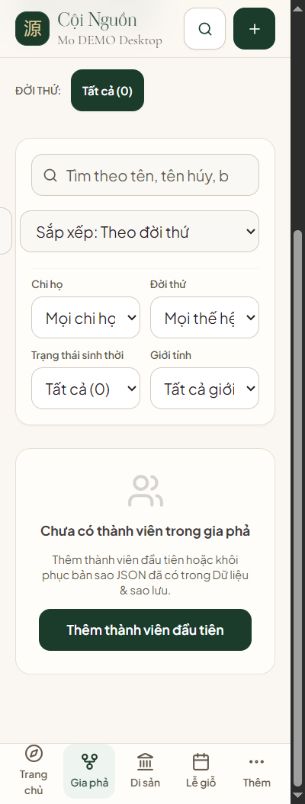 源
Cội Nguồn
Mo DEMO Desktop
ĐỜI THỨ: Tất cả (0)
Tìm theo tên, tên húy, b
Sắp xếp: Theo đời thứ
Chi họ Đời thứ
Mọi chi họ Mọi thế hệ
Trạng thái sinh thời Giới tính
Tất cả (0) Tất cả giới
Chưa có thành viên trong gia phả
Thêm thành viên đầu tiên hoặc khôi
phục bản sao JSON đã có trong Dữ liệu
& sao lưu.
Thêm thành viên đầu tiên
Trang
chủ
Gia phả
Di sản
Lễ giỗ
Thêm